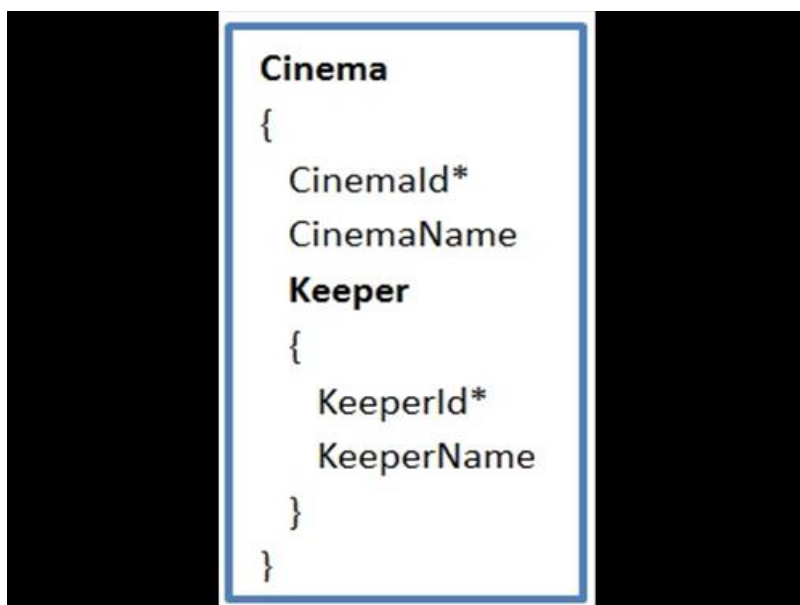 Cinema
{
CinemaId*
CinemaName
Keeper
{
KeeperId*
KeeperName
}
}